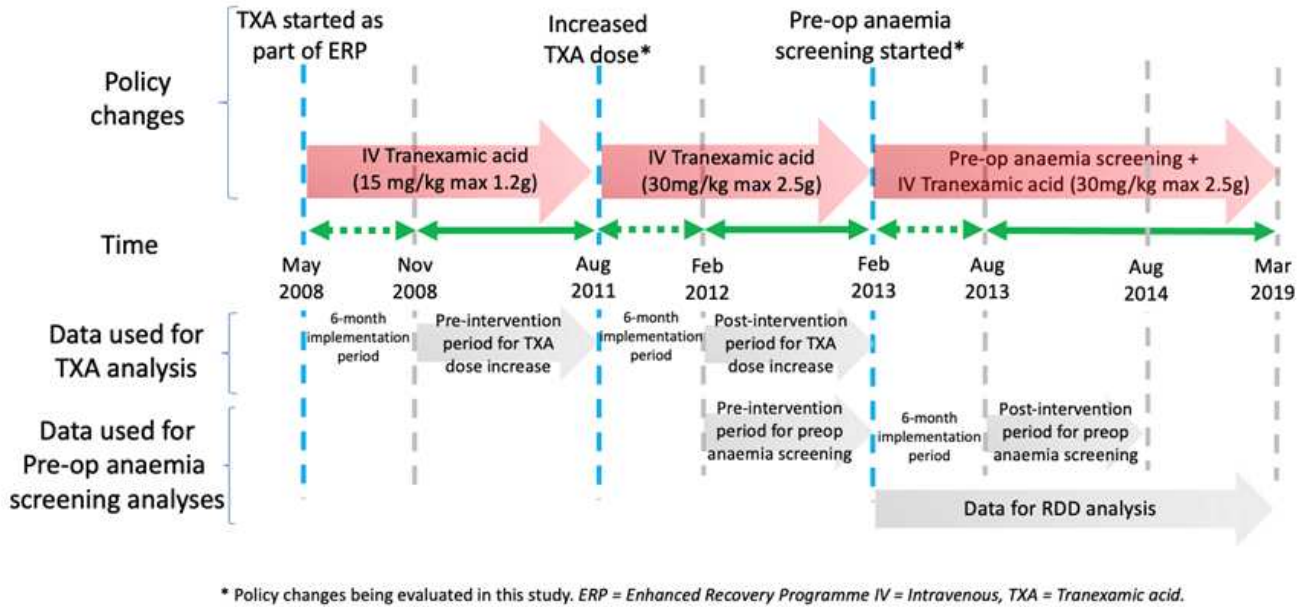 TXA started as
part of ERP
Increased
TXA dose*
Pre-op anaemia
screening started*
Policy
changes
IV Tranexamic acid
(15 mg/kg max 1.2g)
IV Tranexamic acid
(30mg/kg max 2.5g)
Pre-op anaemia screening +
IV Tranexamic acid (30mg/kg max 2.5g)
Time
May
2008
Nov
2008
Aug
2011
Feb
2012
Feb
2013
Aug
2013
Aug
2014
Mar
2019
Data used for
TXA analysis
6-month
implementation
period
Pre-intervention
period for TXA
dose increase
6-month
implementation
period
Post-intervention
period for TXA
dose increase
Data used for
Pre-op anaemia
screening analyses
Pre-intervention
period for preop
anaemia screening
6-month
implementation
period
Post-intervention
period for preop
anaemia screening
Data for RDD analysis
* Policy changes being evaluated in this study. ERP = Enhanced Recovery Programme IV = Intravenous, TXA = Tranexamic acid.